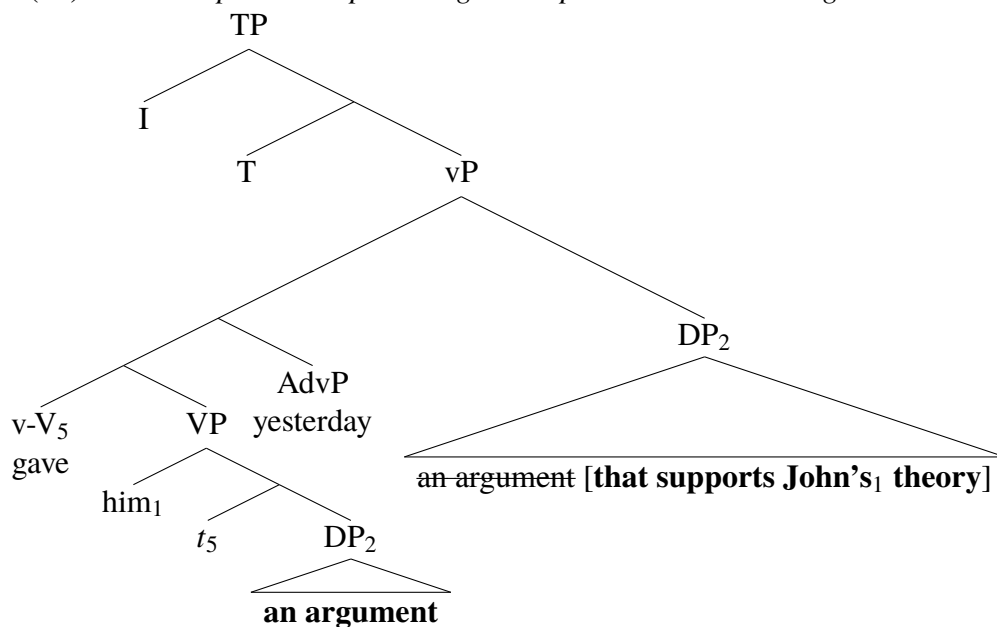 TP
I
T
vP
DP₂
AdvP
yesterday
v-V₅
gave
VP
~~an argument~~ [that supports John's₁ theory]
him₁
t₅
DP₂
an argument